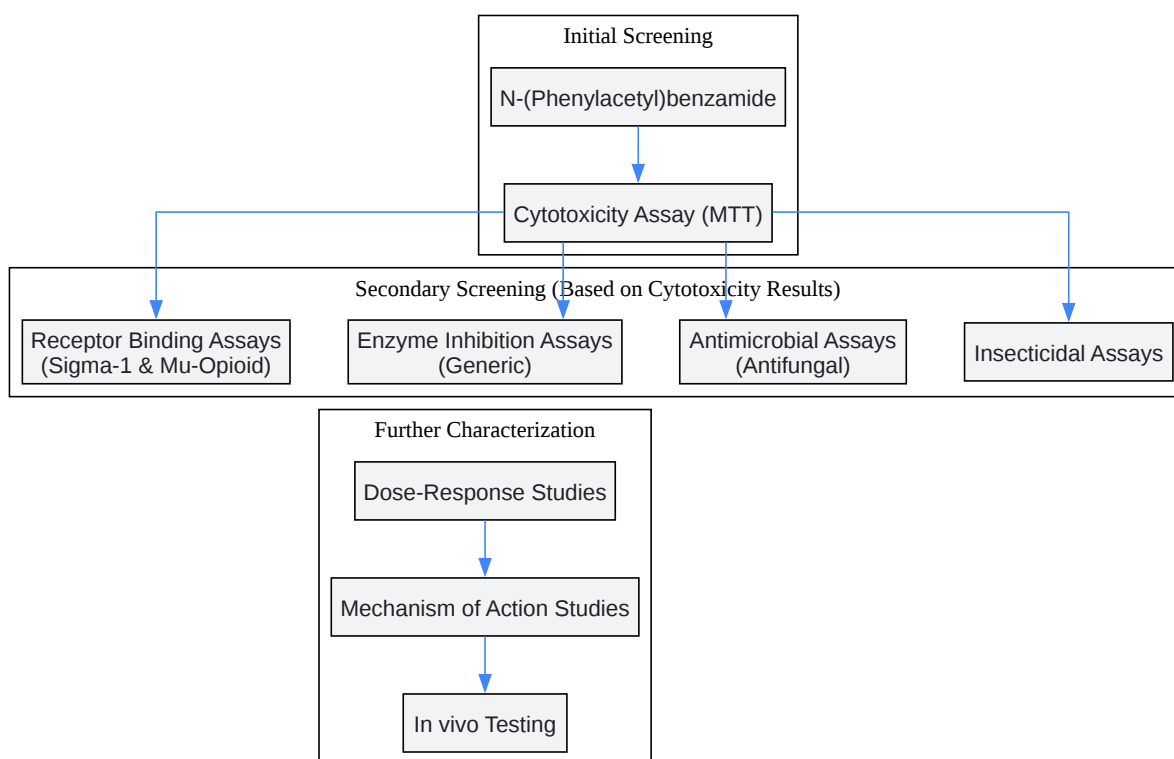 Initial Screening
N-(Phenylacetyl)benzamide
Cytotoxicity Assay (MTT)
Secondary Screening (Based on Cytotoxicity Results)
Receptor Binding Assays
(Sigma-1 & Mu-Opioid)
Enzyme Inhibition Assays
(Generic)
Antimicrobial Assays
(Antifungal)
Insecticidal Assays
Further Characterization
Dose-Response Studies
Mechanism of Action Studies
In vivo Testing